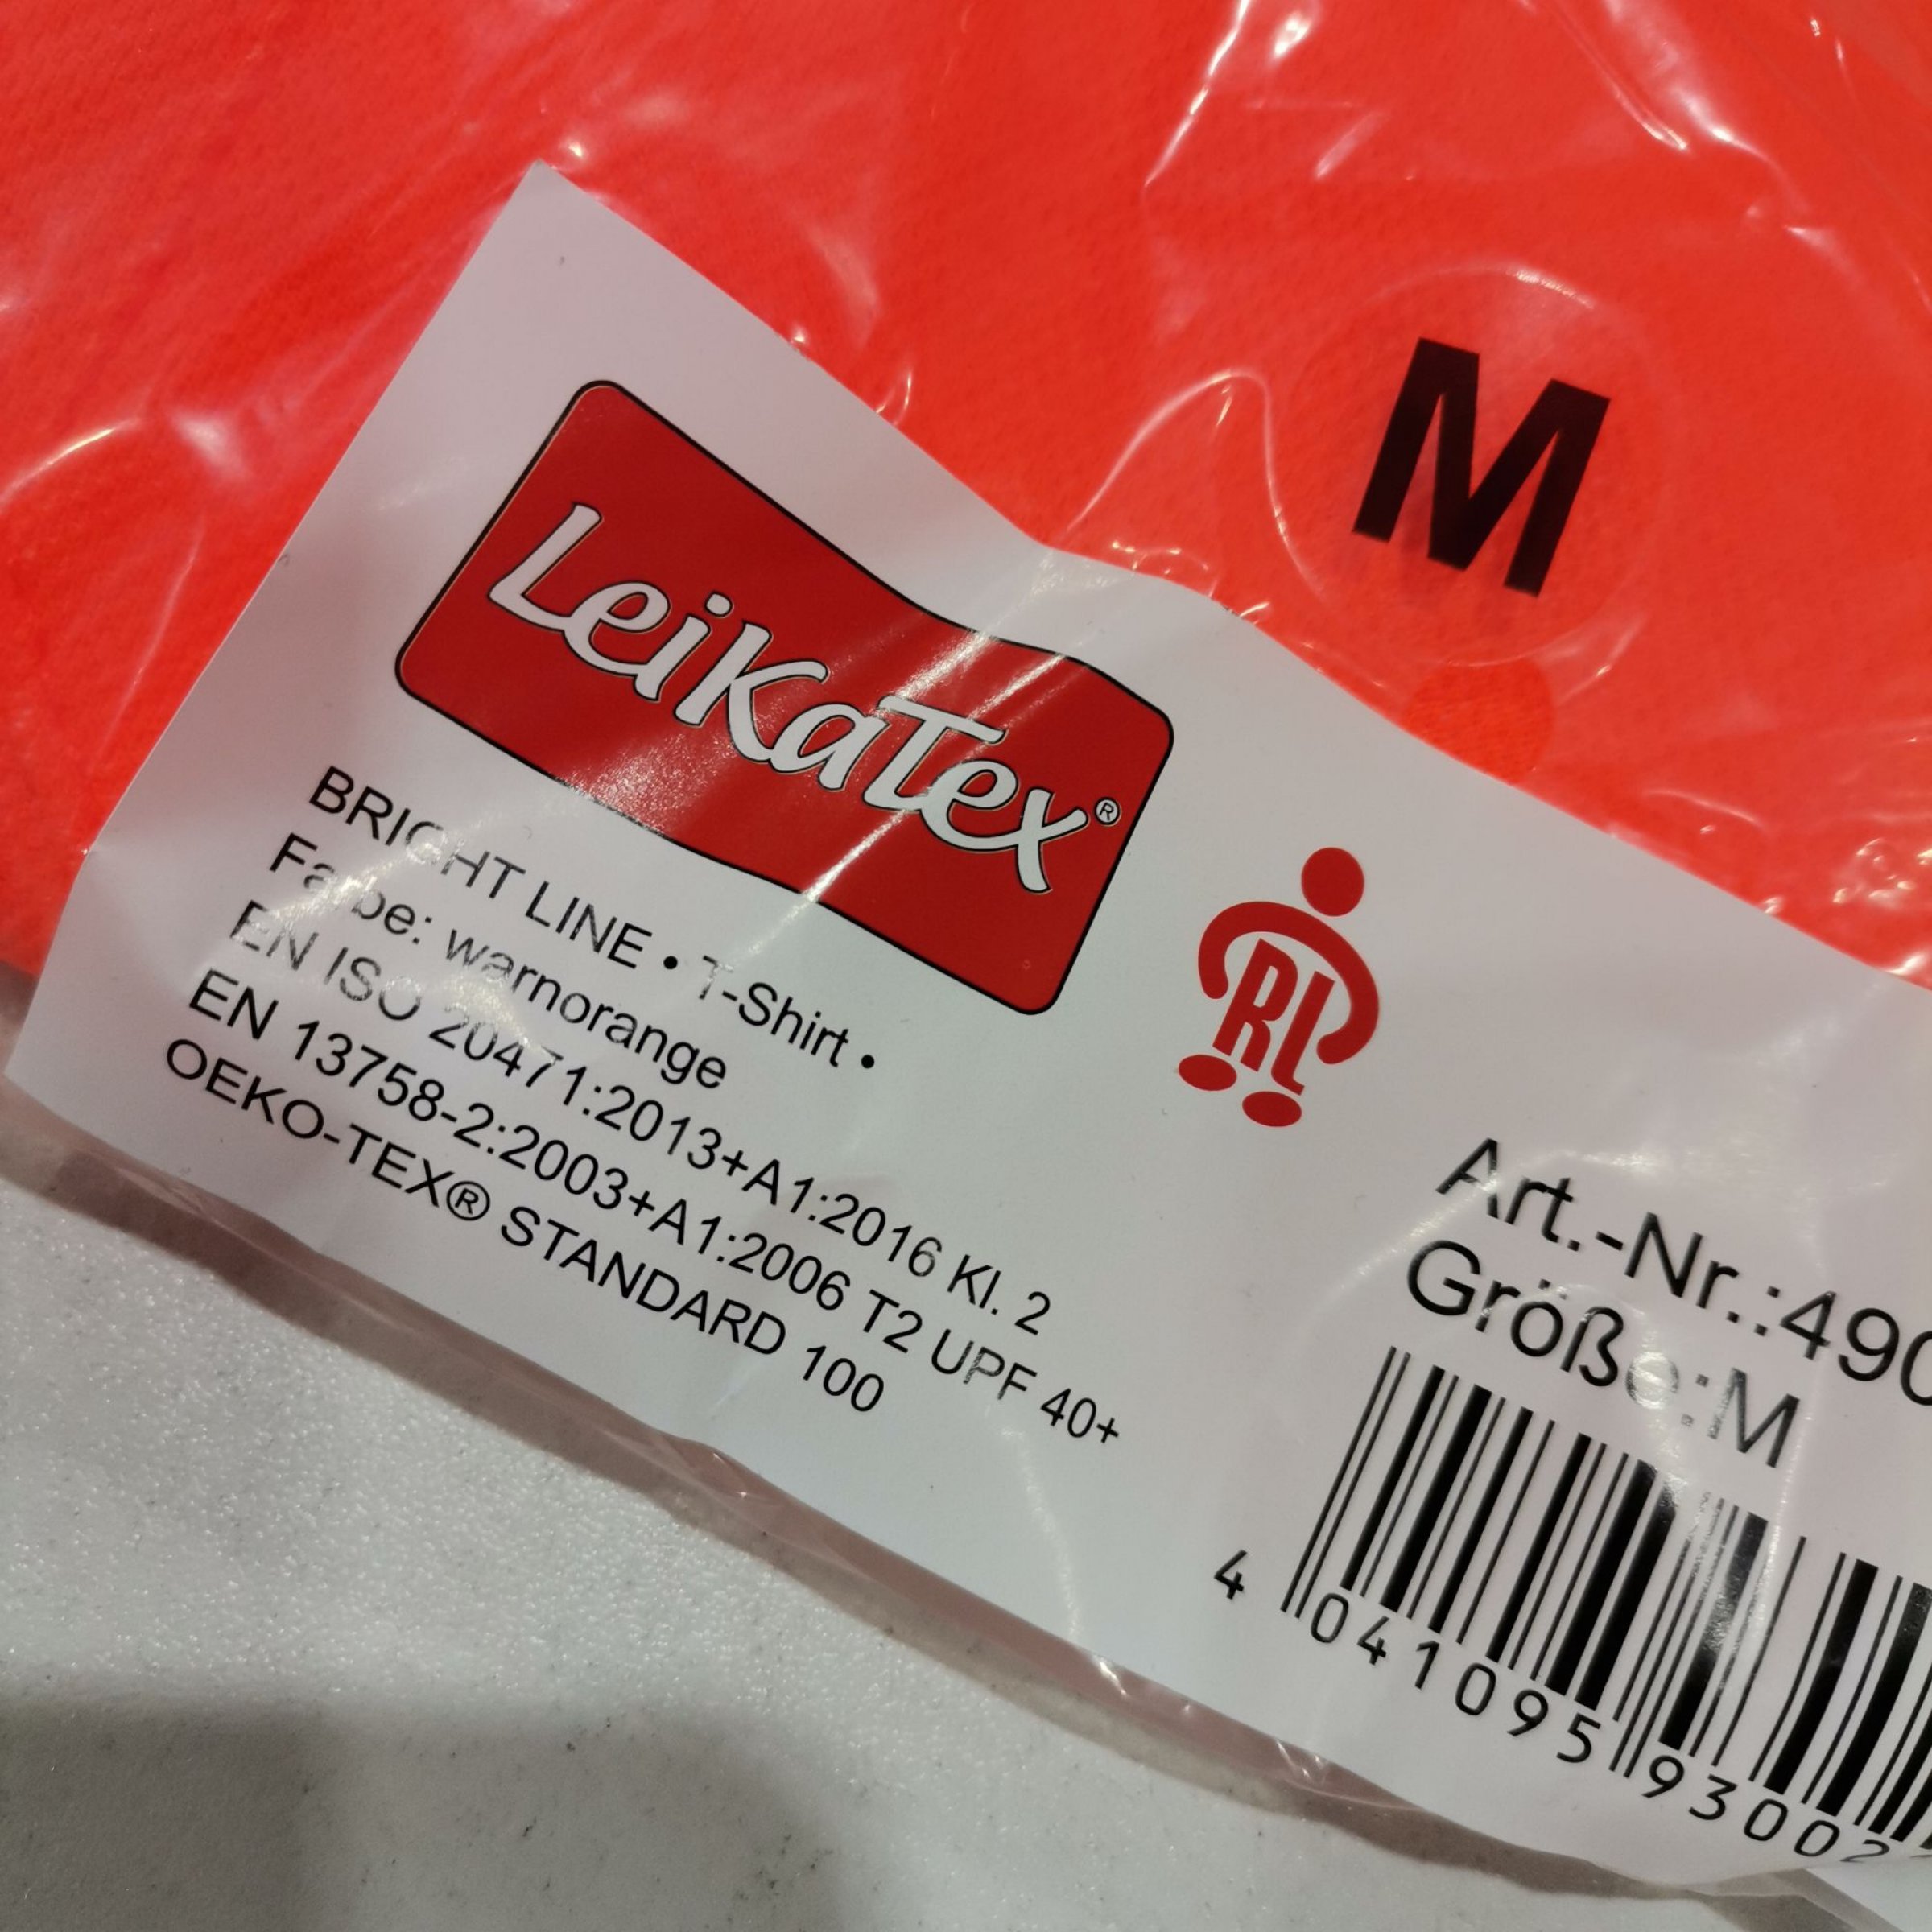 M
LeiKaTex®
BRIGHT LINE • T-Shirt •
Farbe: warnorange
EN ISO 20471:2013+A1:2016 Kl. 2
EN 13758-2:2003+A1:2006 T2 UPF 40+
OEKO-TEX® STANDARD 100
RL
Art.-Nr.:490
Größe:M
4 041095 93002